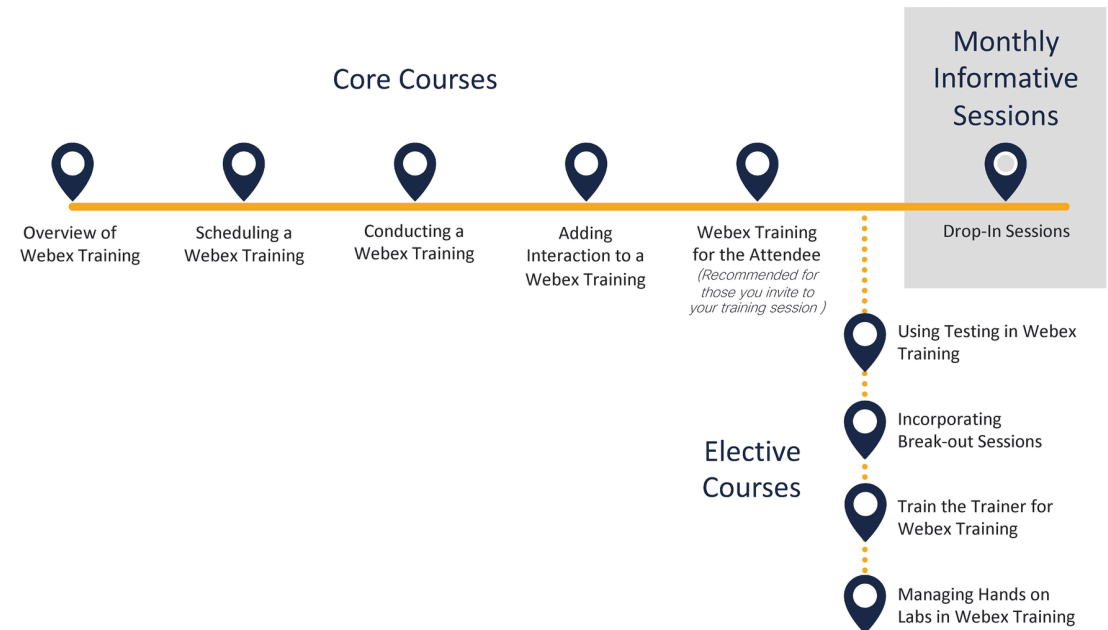 Core Courses
Monthly
Informative
Sessions
Overview of
Webex Training
Scheduling a
Webex Training
Conducting a
Webex Training
Adding
Interaction to a
Webex Training
Webex Training
for the Attendee
(Recommended for
those you invite to
your training session )
Drop-In Sessions
Elective
Courses
Using Testing in Webex
Training
Incorporating
Break-out Sessions
Train the Trainer for
Webex Training
Managing Hands on
Labs in Webex Training